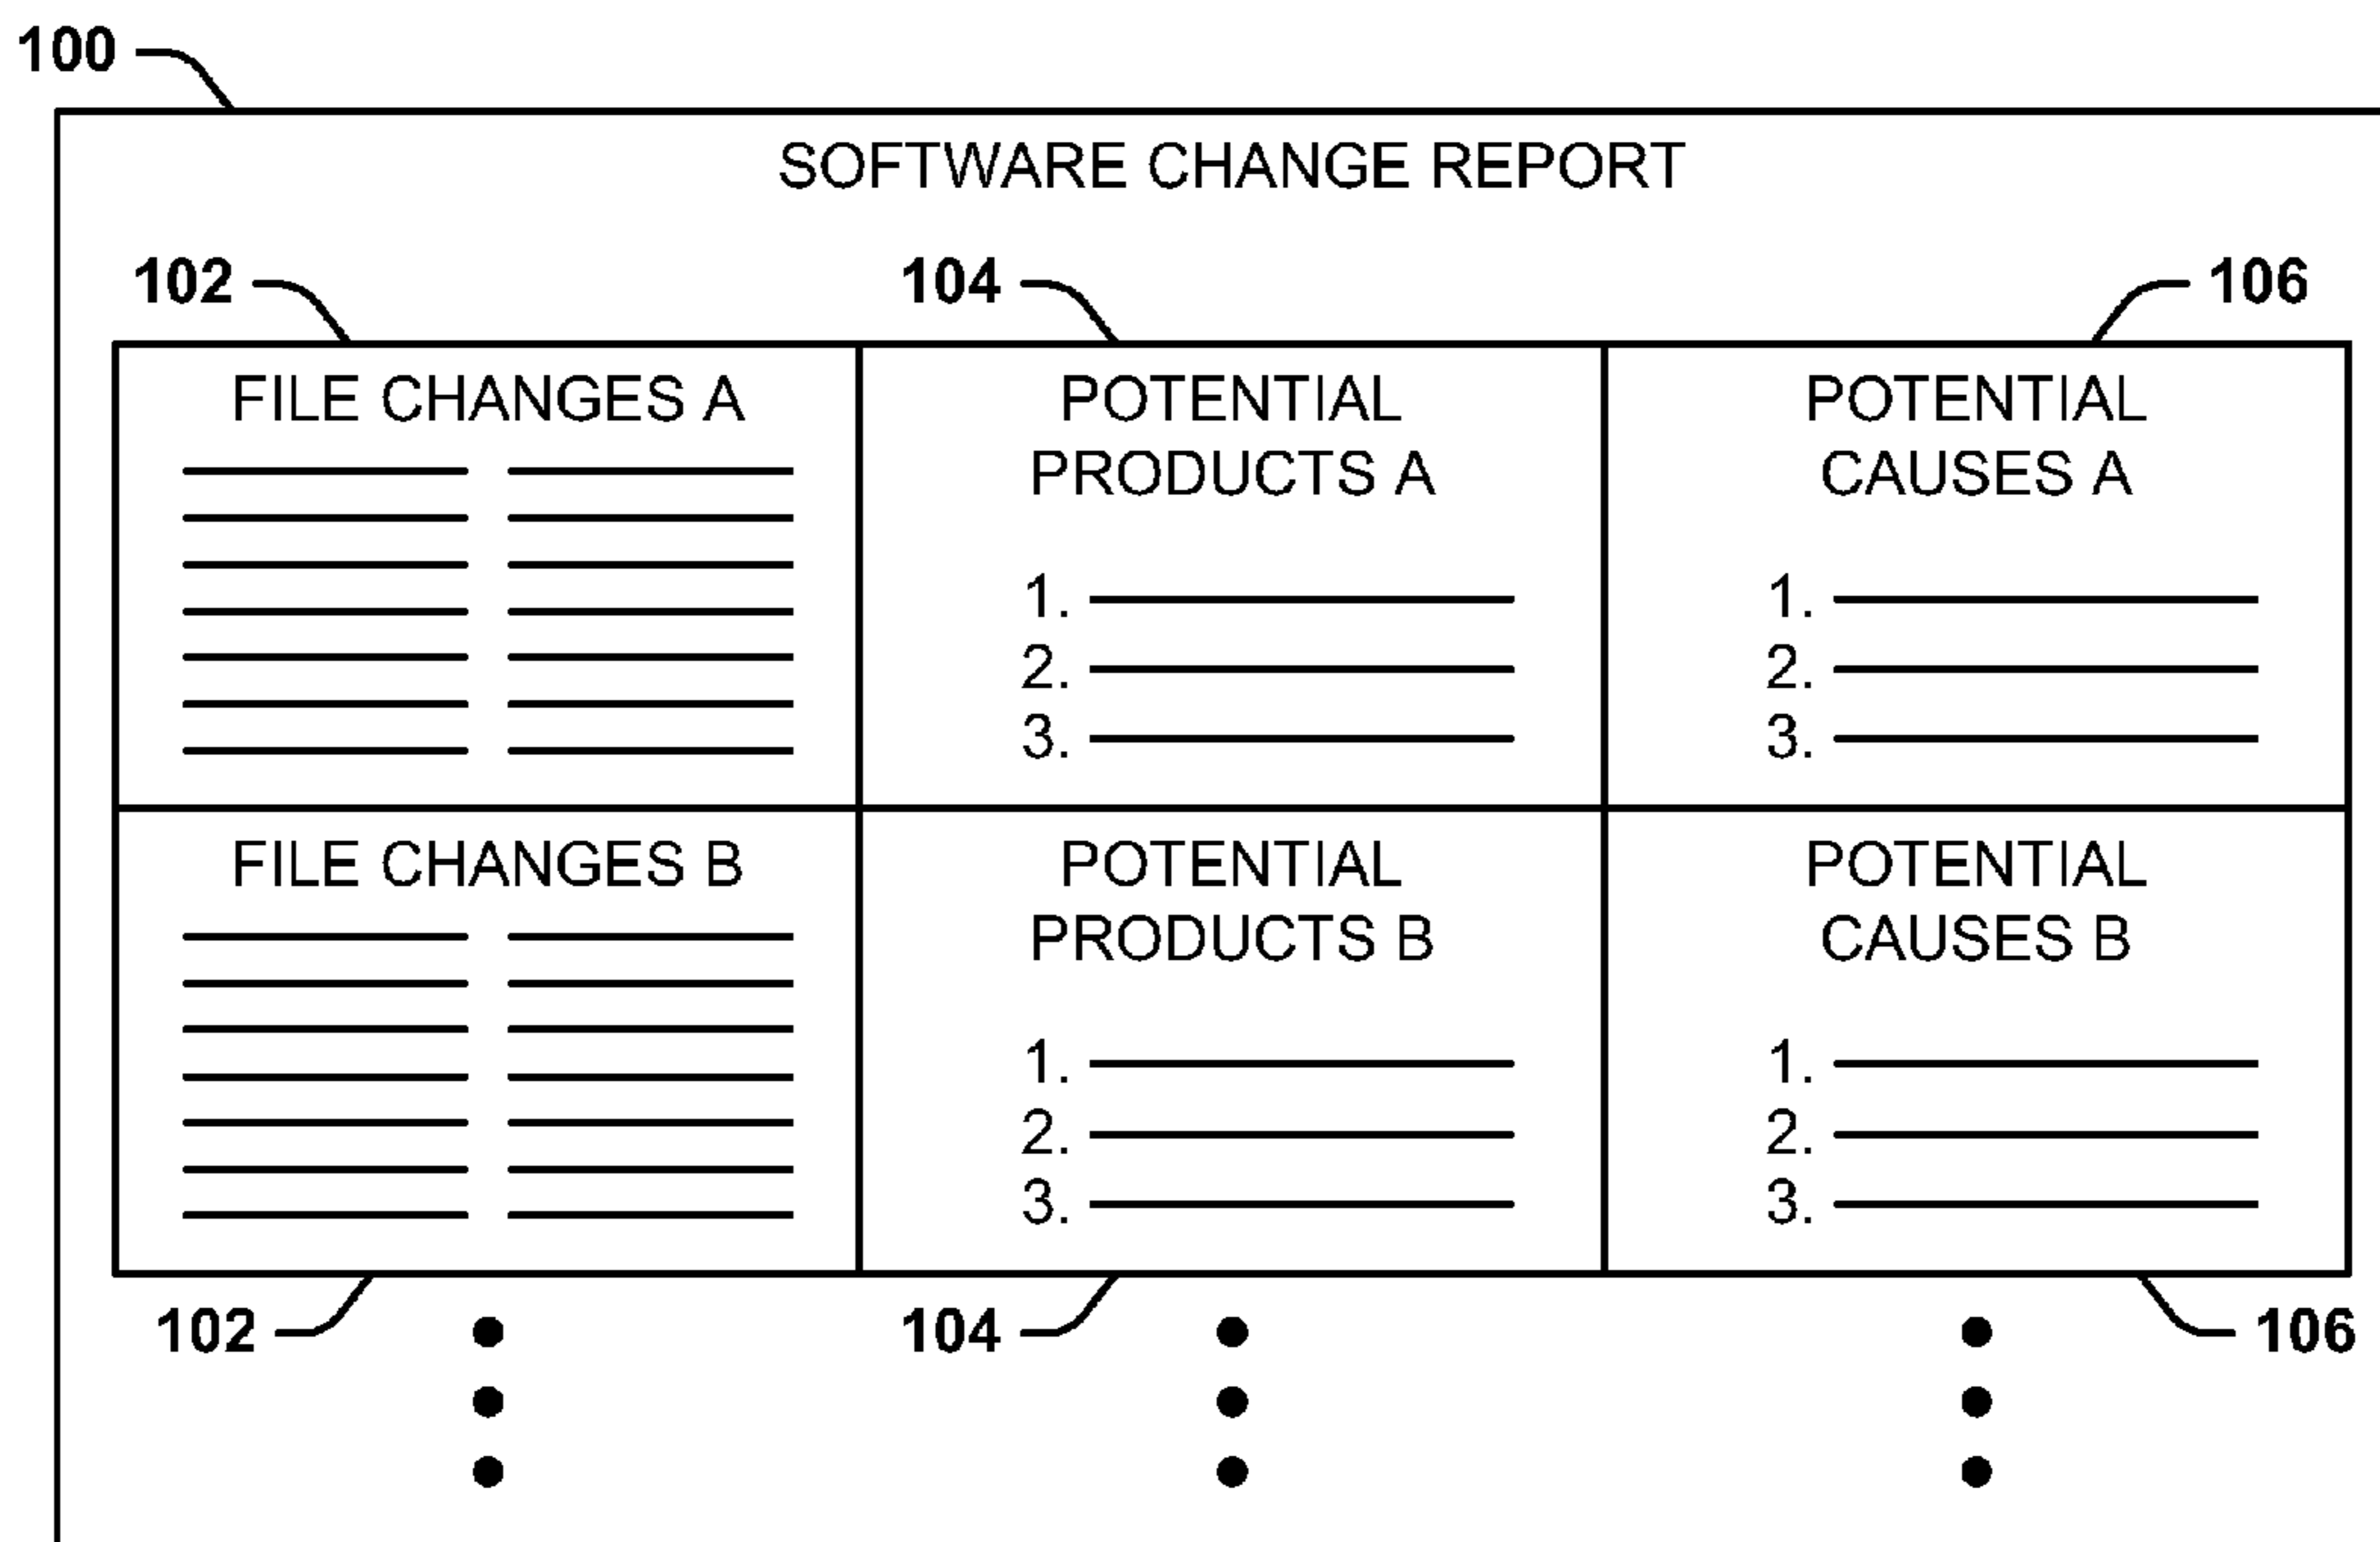 100
SOFTWARE CHANGE REPORT
102
104
106
FILE CHANGES A
POTENTIAL
PRODUCTS A
1.
2.
3.
POTENTIAL
CAUSES A
1.
2.
3.
FILE CHANGES B
POTENTIAL
PRODUCTS B
1.
2.
3.
POTENTIAL
CAUSES B
1.
2.
3.
102
104
106